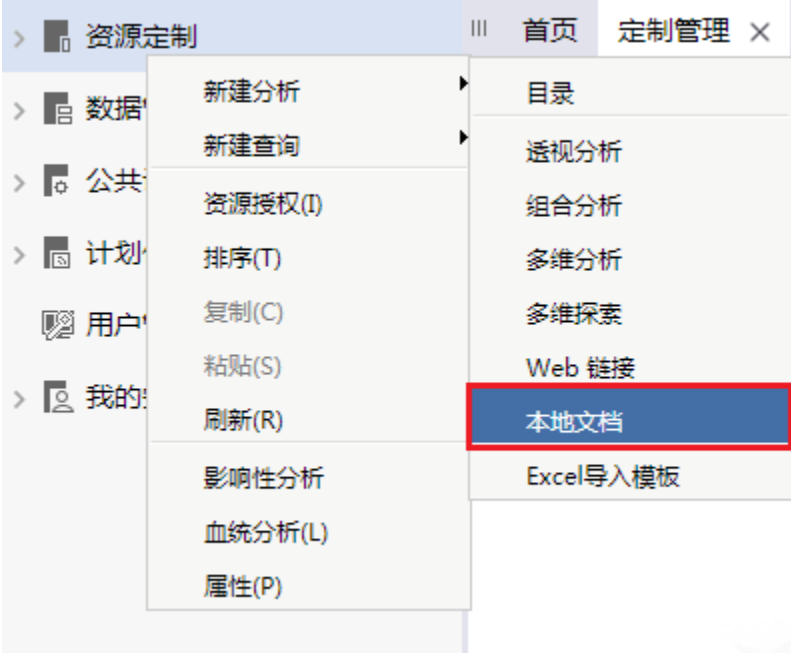 资源定制
数据
公共
计划
用户
我的
首页
定制管理
新建分析
新建查询
资源授权(I)
排序(T)
复制(C)
粘贴(S)
刷新(R)
影响性分析
血统分析(L)
属性(P)
目录
透视分析
组合分析
多维分析
多维探索
Web 链接
本地文档
Excel导入模板